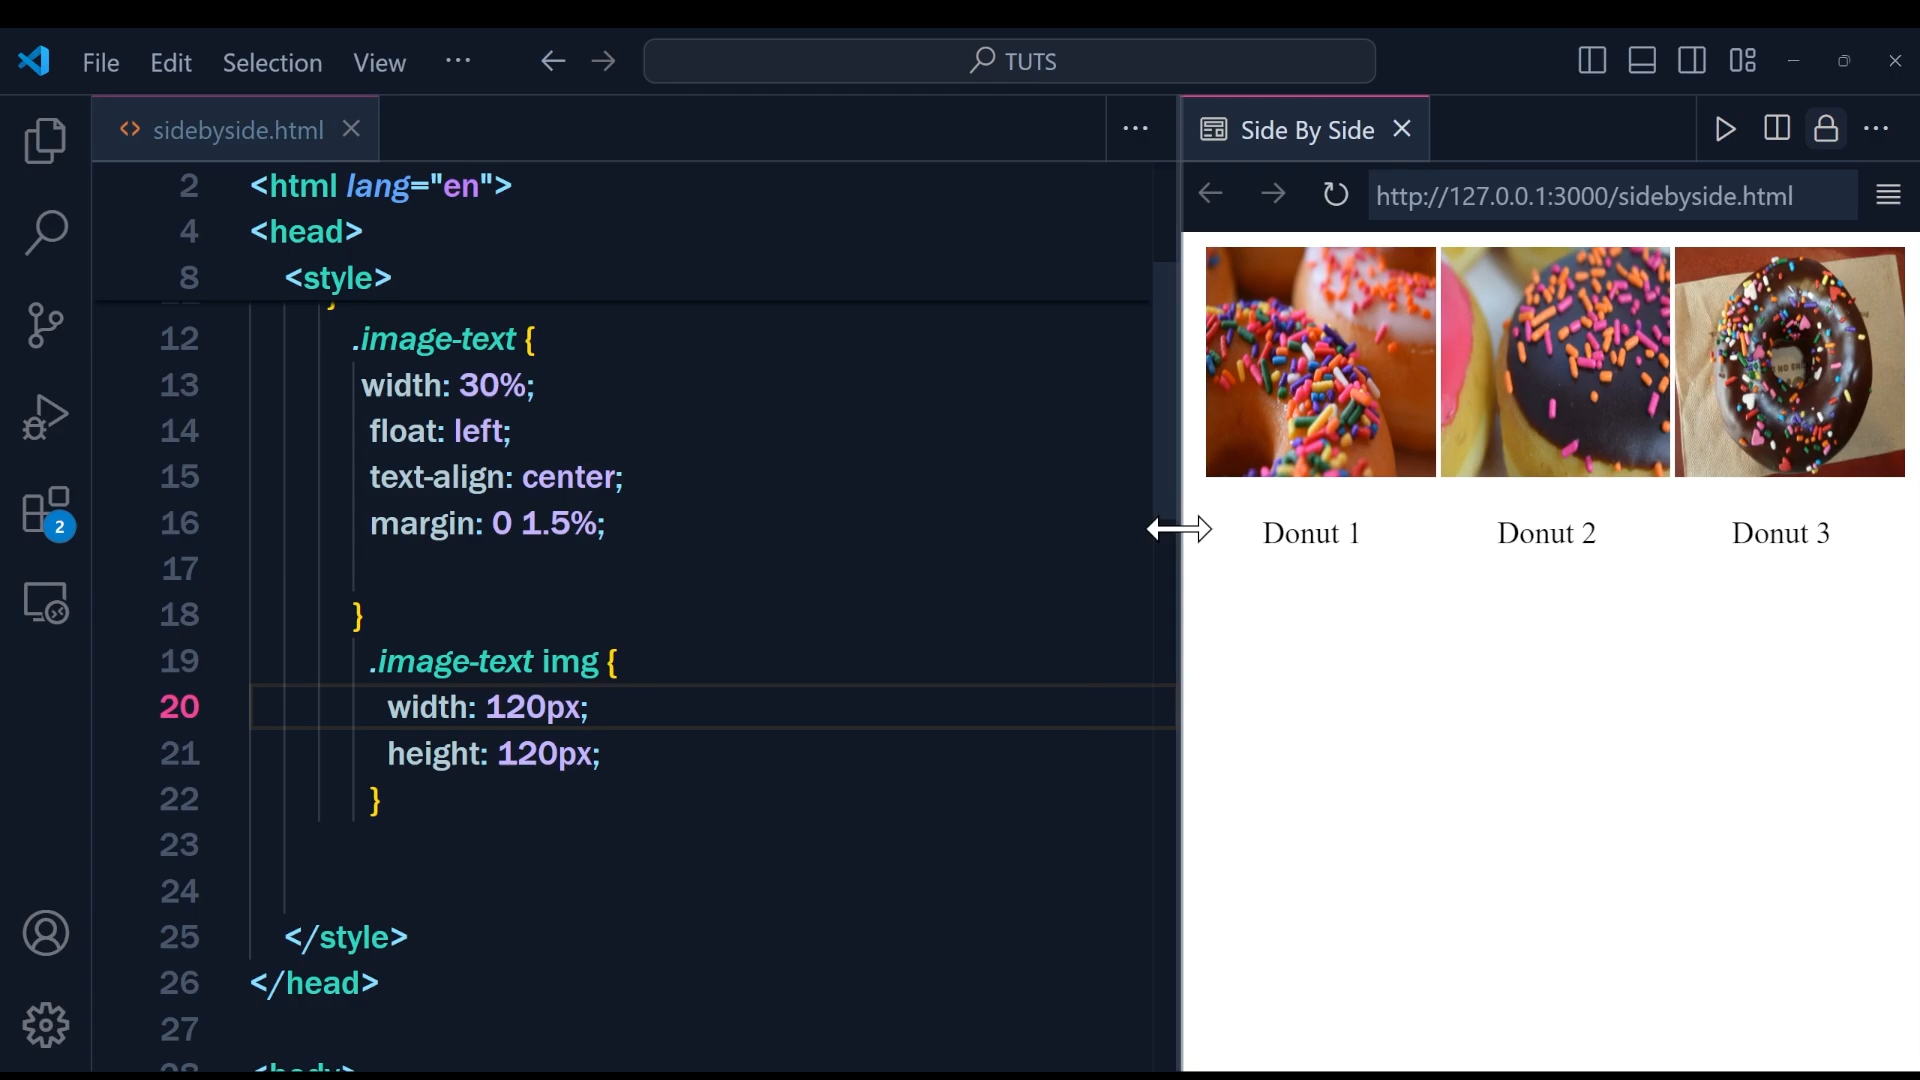 File Edit Selection View ··· TUTS
sidebyside.html
2 <html lang="en">
4 <head>
8 <style>
12 .image-text {
13 width: 30%;
14 float: left;
15 text-align: center;
16 margin: 0 1.5%;
17
18 }
19 .image-text img {
20 width: 120px;
21 height: 120px;
22 }
23
24
25 </style>
26 </head>
27
28 <body>
2
Side By Side
http://127.0.0.1:3000/sidebyside.html
Donut 1 Donut 2 Donut 3